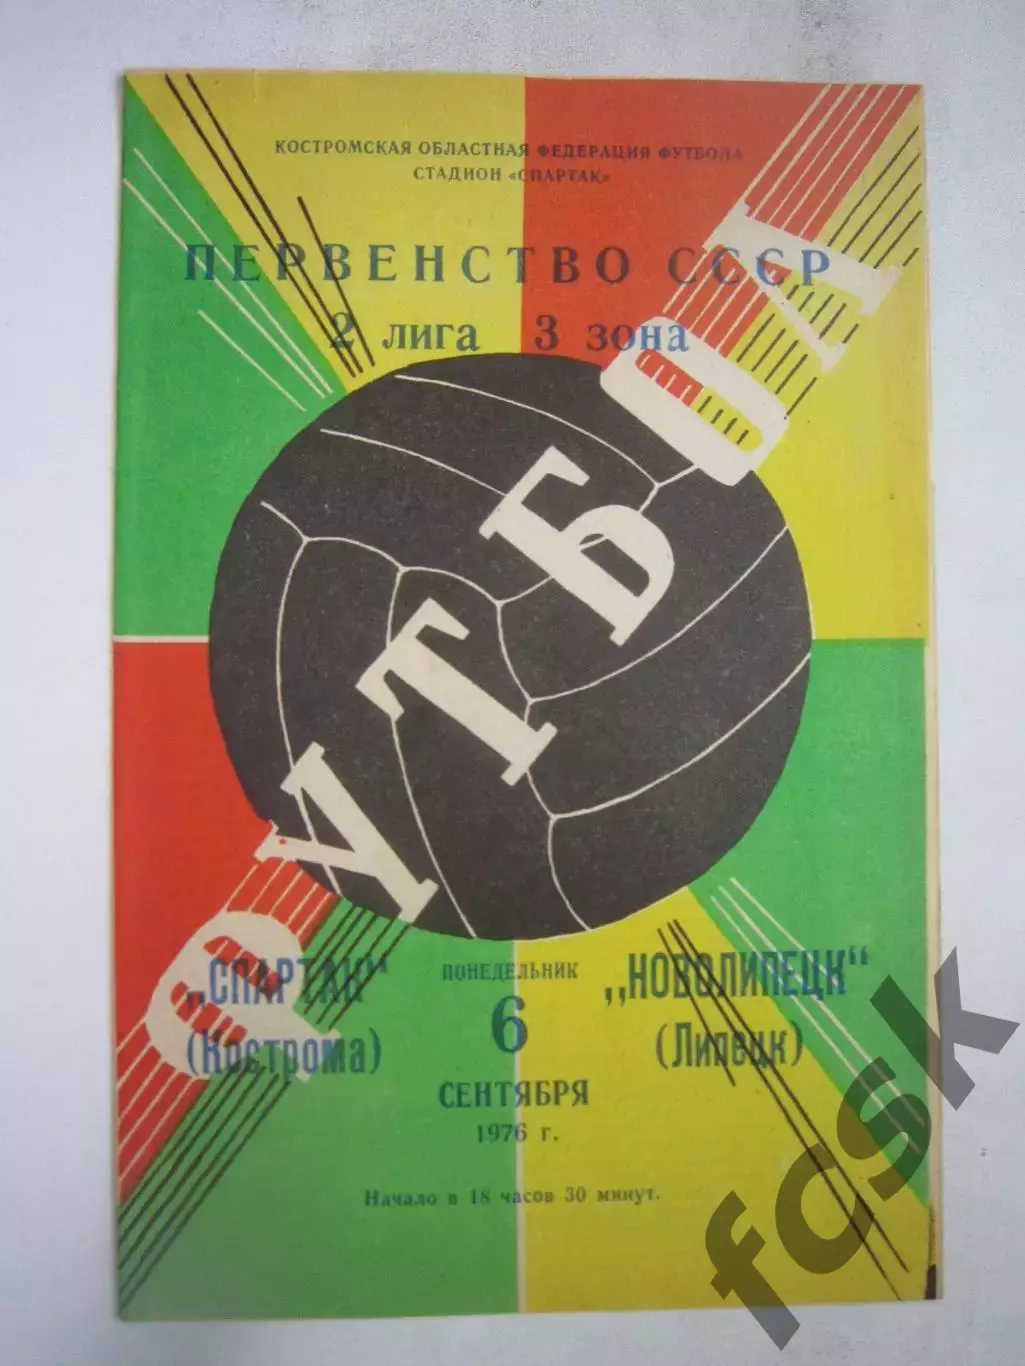 КОСТРОМСКАЯ ОБЛАСТНАЯ ФЕДЕРАЦИЯ ФУТБОЛА
СТАДИОН «СПАРТАК»
ПЕРВЕНСТВО СССР
2 лига 3 зона
ФУТБОЛ
„СПАРТАК“
(Кострома)
ПОНЕДЕЛЬНИК
6
СЕНТЯБРЯ
1976 г.
„НОВОЛИПЕЦК“
(Липецк)
Начало в 18 часов 30 минут.
fcsk